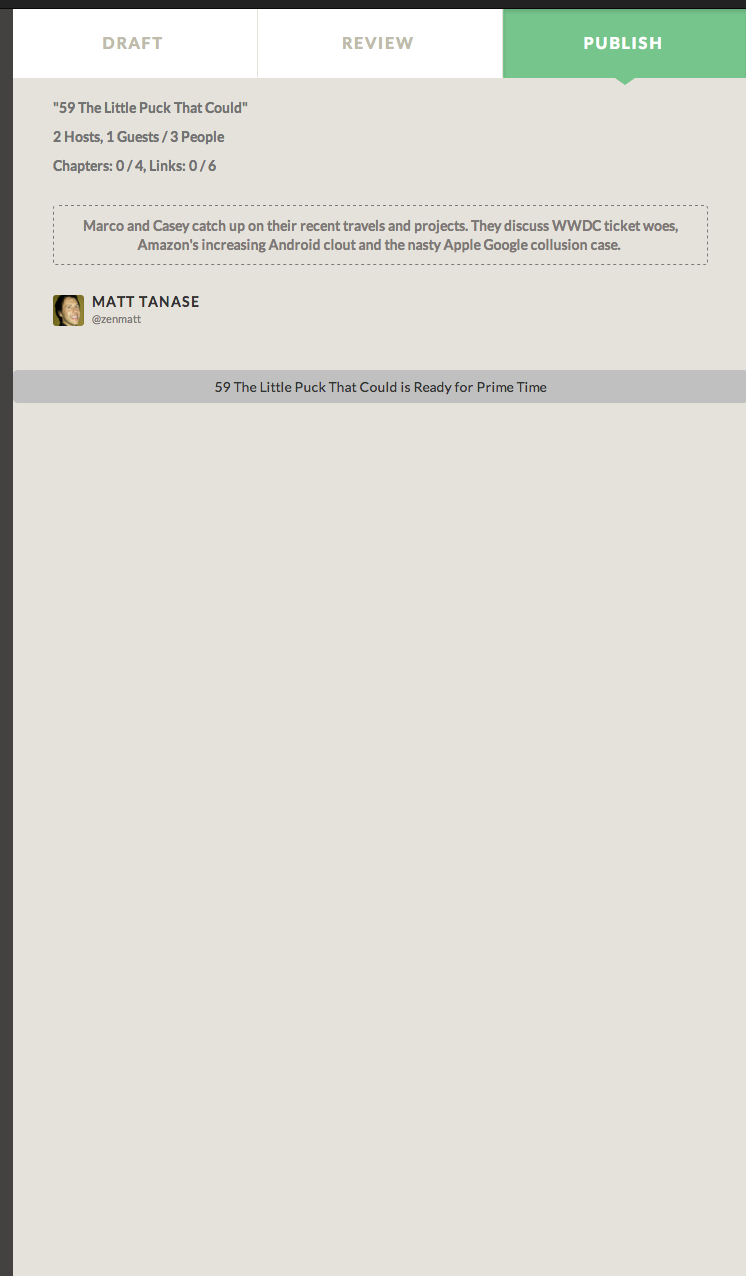 DRAFT
REVIEW
PUBLISH
"59 The Little Puck That Could"
2 Hosts, 1 Guests / 3 People
Chapters: 0 / 4, Links: 0 / 6
Marco and Casey catch up on their recent travels and projects. They discuss WWDC ticket woes,
Amazon's increasing Android clout and the nasty Apple Google collusion case.
MATT TANASE
@zenmatt
59 The Little Puck That Could is Ready for Prime Time